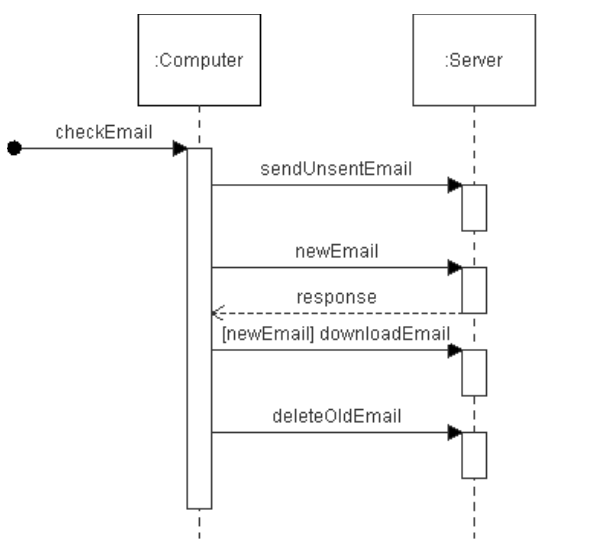 :Computer
:Server
checkEmail
sendUnsentEmail
newEmail
response
[newEmail] downloadEmail
deleteOldEmail